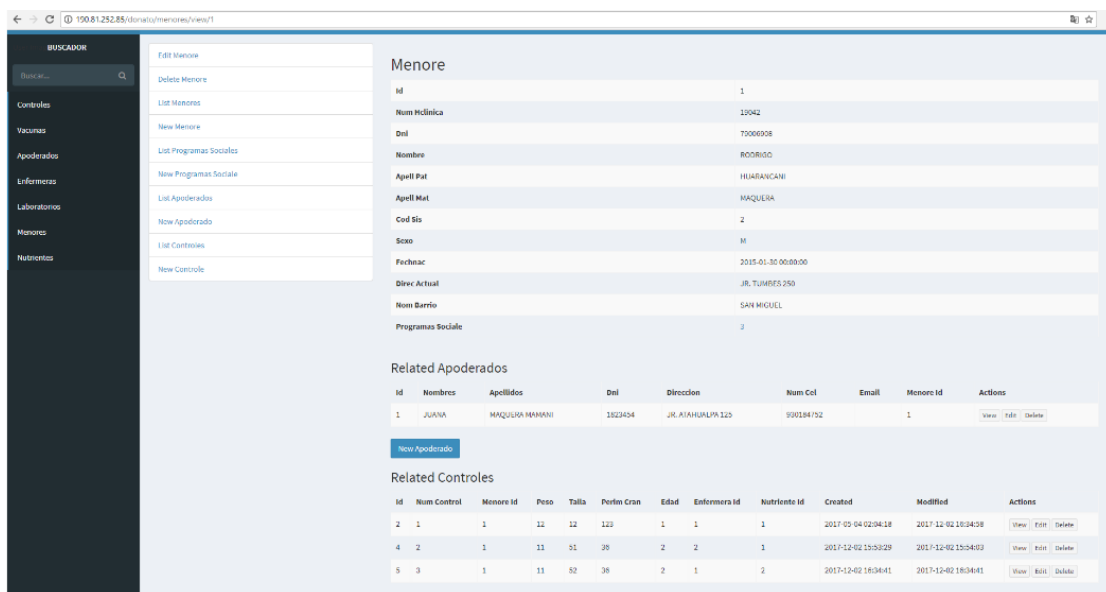 190.81.252.85/donato/menores/view/1
BUSCADOR
Buscar...
Controles
Vacunas
Apoderados
Enfermeras
Laboratorios
Menores
Nutrientes
Edit Menore
Delete Menore
List Menores
New Menore
List Programas Sociales
New Programas Sociale
List Apoderados
New Apoderado
List Controles
New Controle
Menore
Id 1
Num Hclinica 19042
Dni 79006908
Nombre RODRIGO
Apell Pat HUARANCANI
Apell Mat MAQUERA
Cod Sis 2
Sexo M
Fechnac 2015-01-30 00:00:00
Direc Actual JR. TUMBES 250
Nom Barrio SAN MIGUEL
Programas Sociale 3
Related Apoderados
Id Nombres Apellidos Dni Direccion Num Cel Email Menore Id Actions
1 JUANA MAQUERA MAMANI 1823454 JR. ATAHUALPA 125 930184752 1 View Edit Delete
New Apoderado
Related Controles
Id Num Control Menore Id Peso Talla Perim Cran Edad Enfermera Id Nutriente Id Created Modified Actions
2 1 1 12 12 123 1 1 1 2017-05-04 02:04:18 2017-12-02 16:34:58 View Edit Delete
4 2 1 11 51 36 2 2 1 2017-12-02 15:53:29 2017-12-02 15:54:03 View Edit Delete
5 3 1 11 52 36 2 1 2 2017-12-02 16:34:41 2017-12-02 16:34:41 View Edit Delete